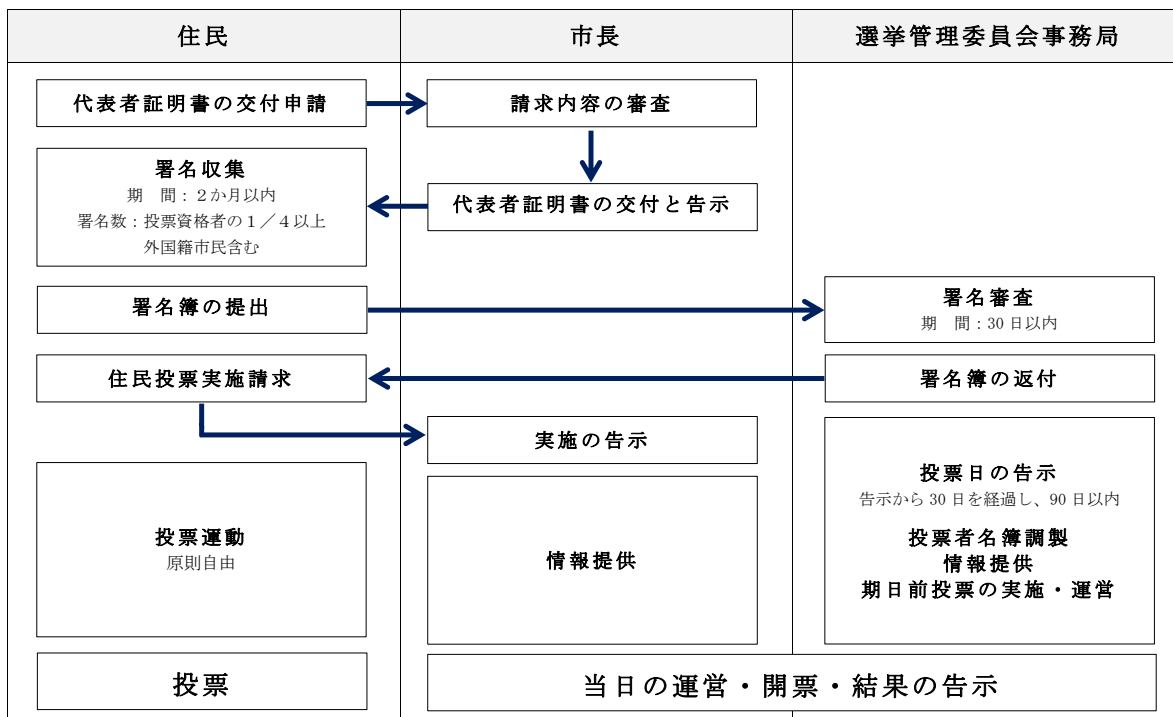 住民
市長
選挙管理委員会事務局
代表者証明書の交付申請
請求内容の審査
署名収集
期　間：２か月以内
署名数：投票資格者の１／４以上
外国籍市民含む
代表者証明書の交付と告示
署名簿の提出
署名審査
期　間：30日以内
住民投票実施請求
署名簿の返付
実施の告示
投票運動
原則自由
情報提供
投票日の告示
告示から30日を経過し、90日以内
投票者名簿調製
情報提供
期日前投票の実施・運営
投票
当日の運営・開票・結果の告示